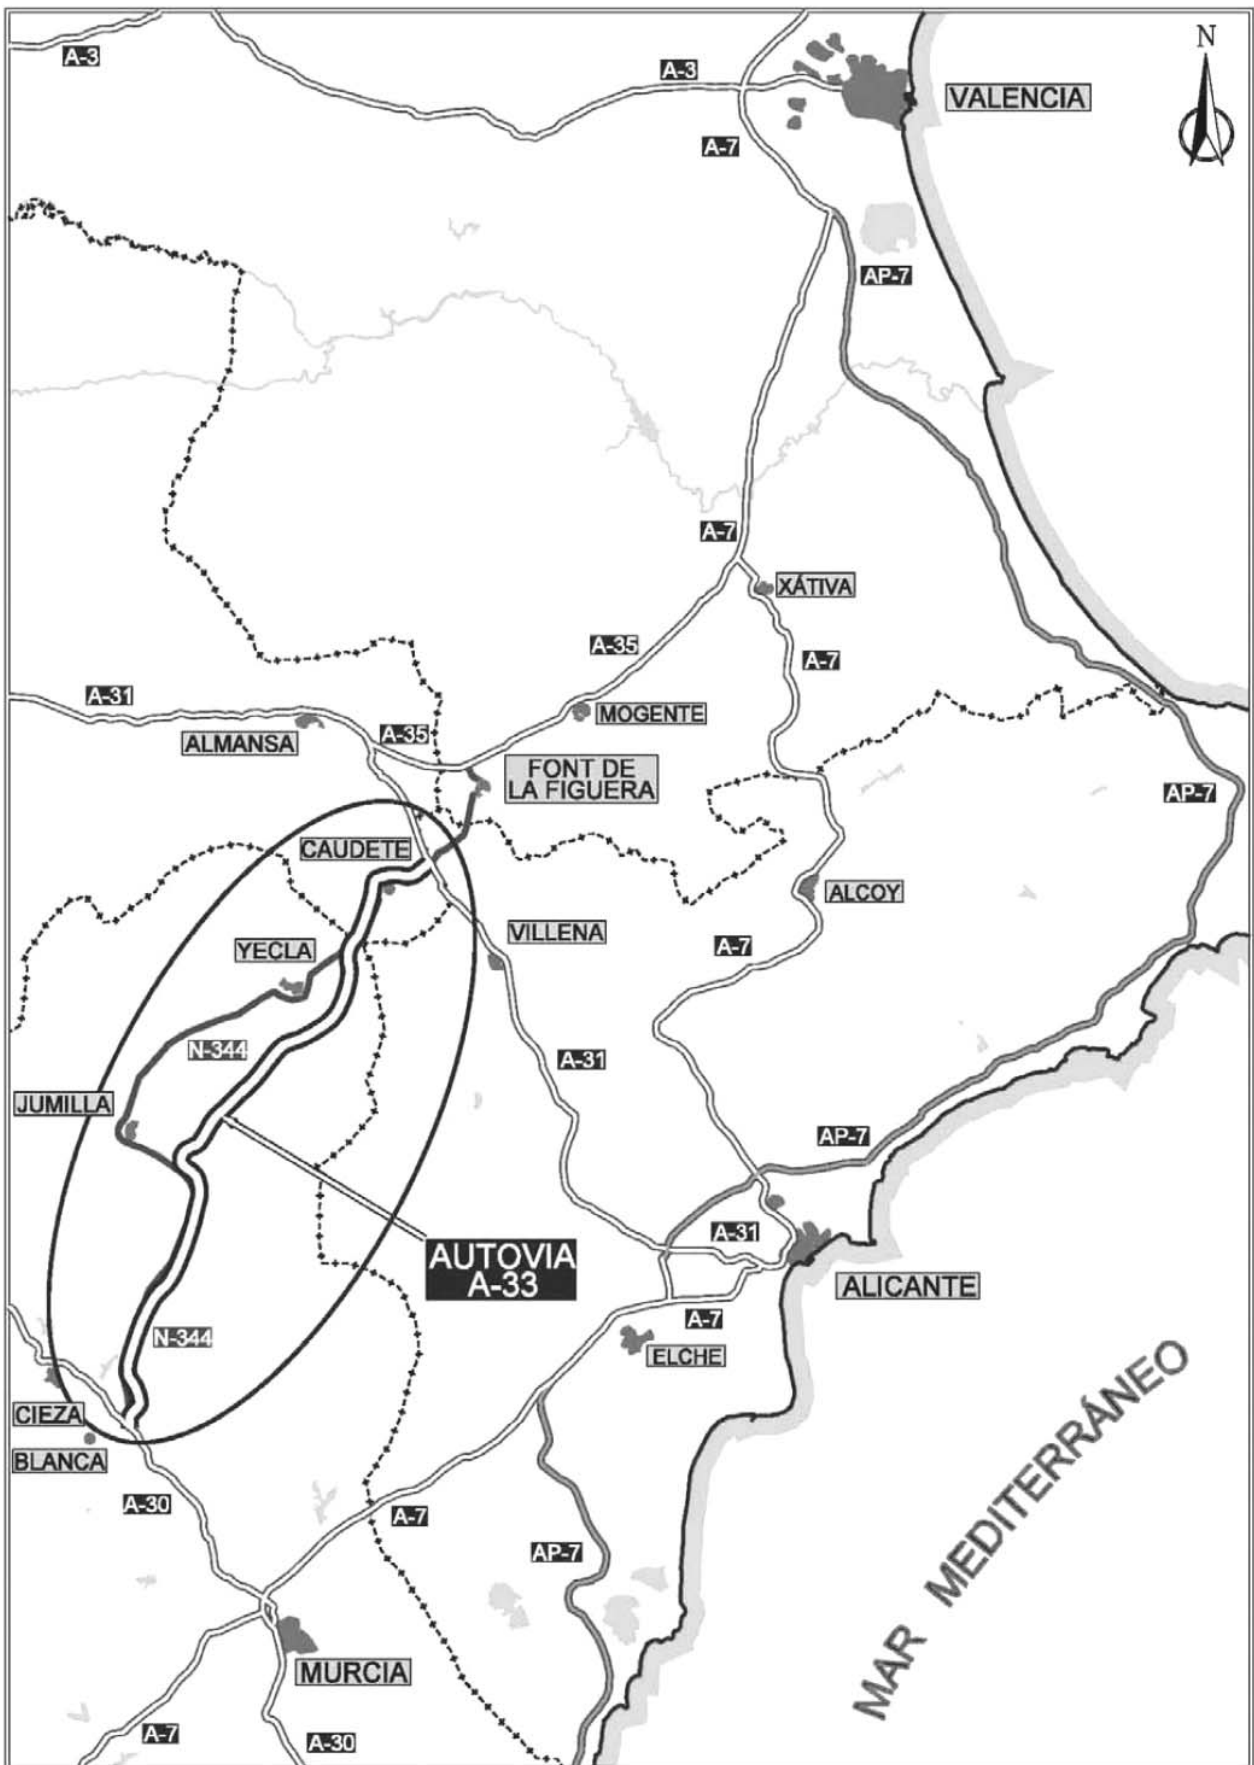 N
A-3
A-3
VALENCIA
A-7
AP-7
A-7
XÁTIVA
A-35
A-7
A-31
MOGENTE
A-35
ALMANSA
FONT DE
LA FIGUERA
AP-7
CAUDETE
ALCOY
VILLENA
A-7
YECLA
N-344
A-31
JUMILLA
AP-7
A-31
AUTOVIA
A-33
ALICANTE
A-7
N-344
ELCHE
CIEZA
BLANCA
A-30
A-7
AP-7
MAR MEDITERRÁNEO
MURCIA
A-7
A-30